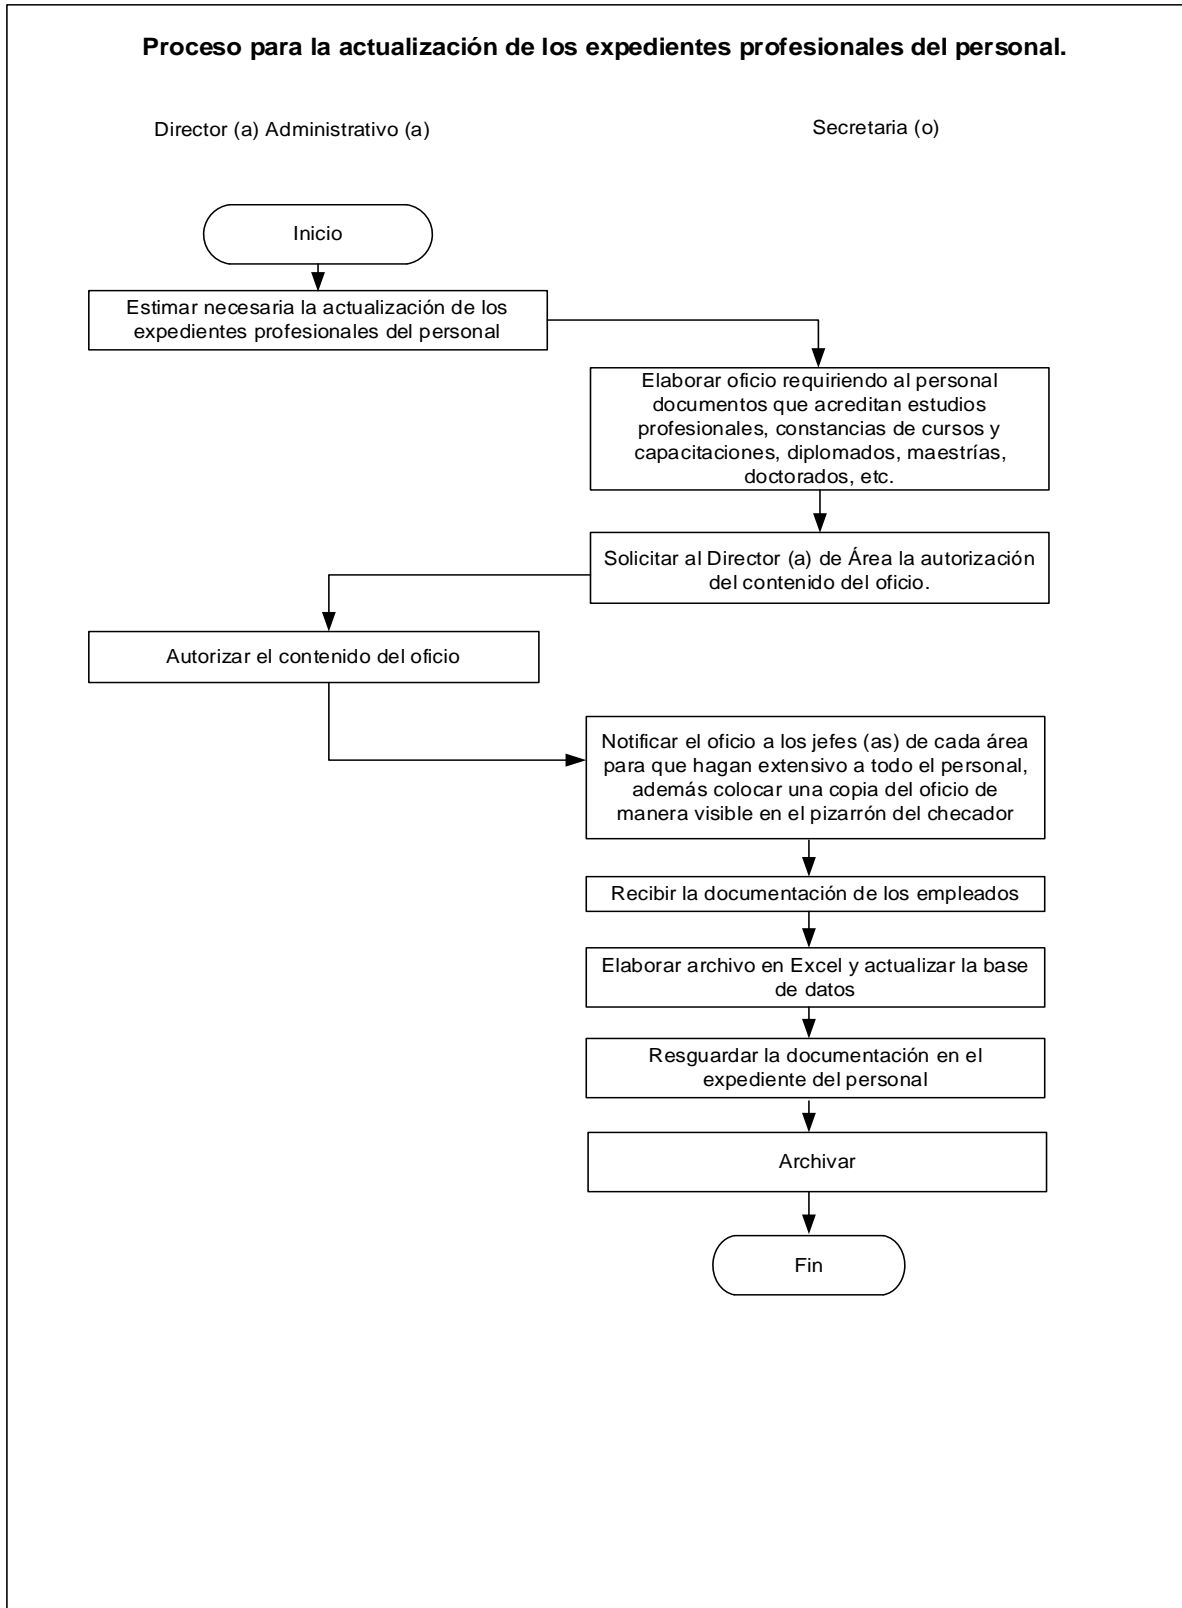 Proceso para la actualización de los expedientes profesionales del personal.
Director (a) Administrativo (a)
Secretaria (o)
Inicio
Estimar necesaria la actualización de los
expedientes profesionales del personal
Elaborar oficio requiriendo al personal
documentos que acreditan estudios
profesionales, constancias de cursos y
capacitaciones, diplomados, maestrías,
doctorados, etc.
Solicitar al Director (a) de Área la autorización
del contenido del oficio.
Autorizar el contenido del oficio
Notificar el oficio a los jefes (as) de cada área
para que hagan extensivo a todo el personal,
además colocar una copia del oficio de
manera visible en el pizarrón del checador
Recibir la documentación de los empleados
Elaborar archivo en Excel y actualizar la base
de datos
Resguardar la documentación en el
expediente del personal
Archivar
Fin